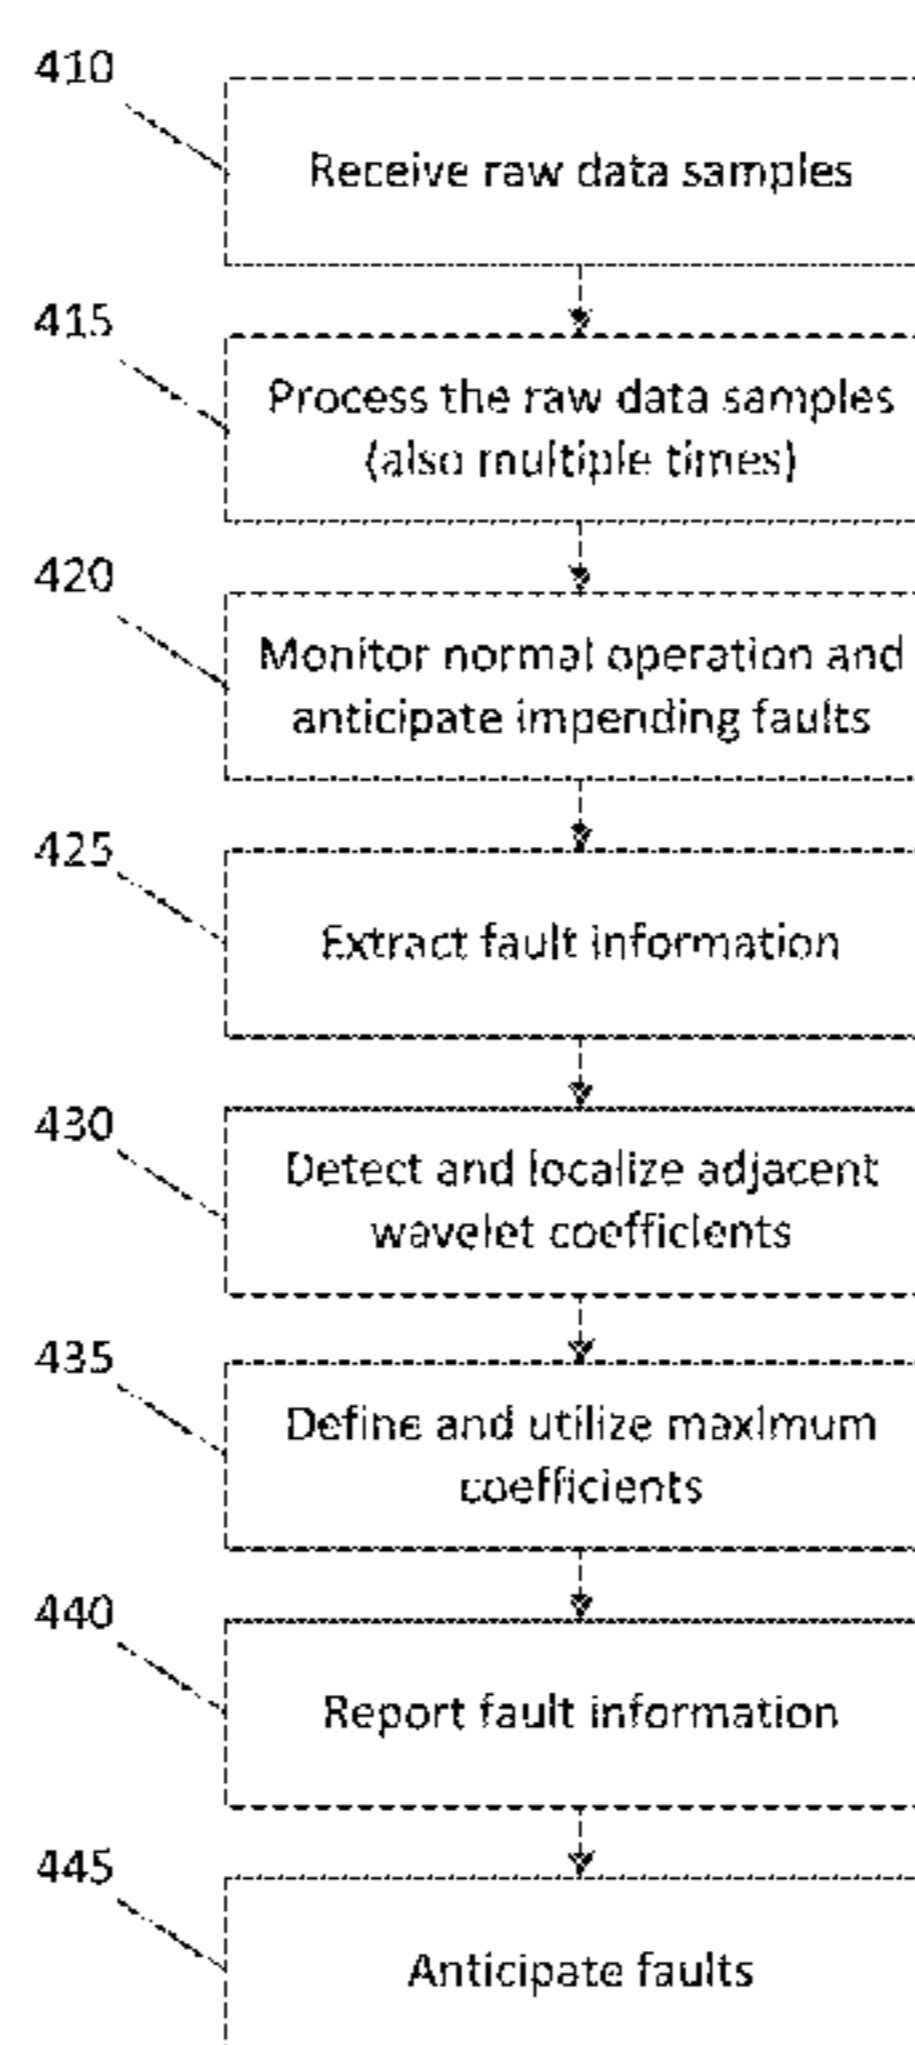 410
Receive raw data samples
415
Process the raw data samples
(also multiple times)
420
Monitor normal operation and
anticipate impending faults
425
Extract fault information
430
Detect and localize adjacent
wavelet coefficients
435
Define and utilize maximum
coefficients
440
Report fault information
445
Anticipate faults